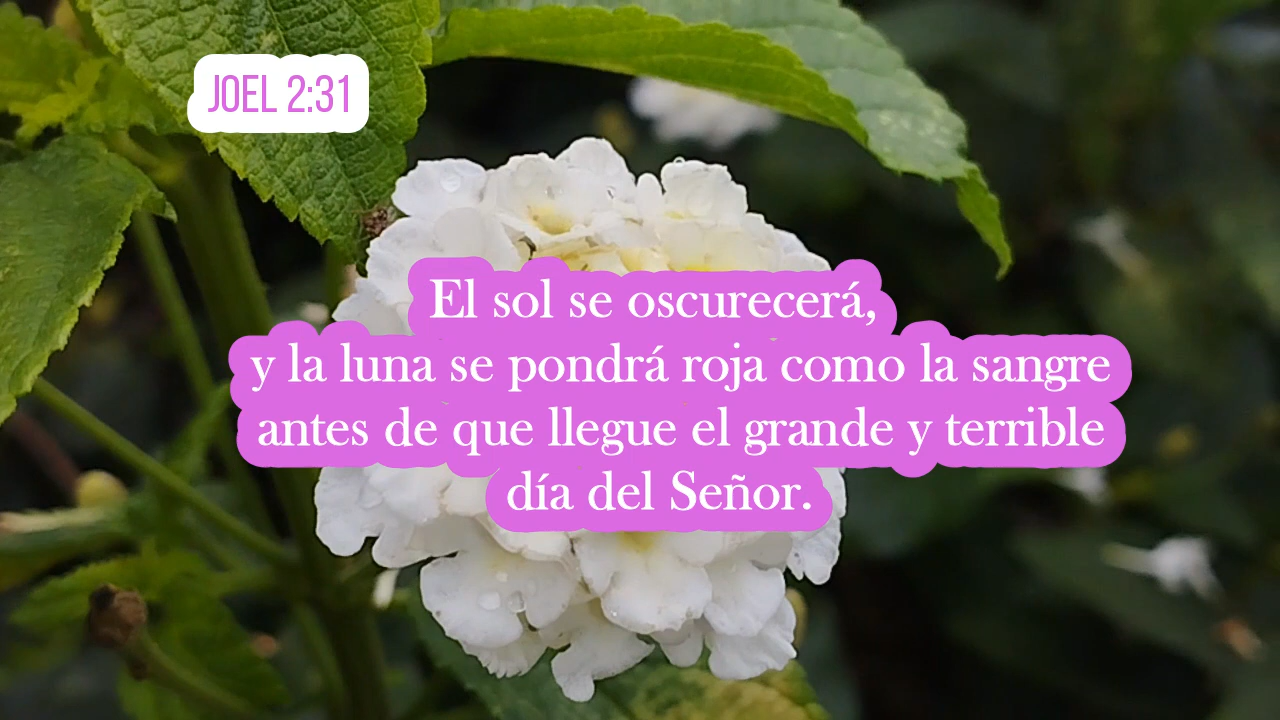 JOEL 2:31
El sol se oscurecerá,
y la luna se pondrá roja como la sangre
antes de que llegue el grande y terrible
día del Señor.